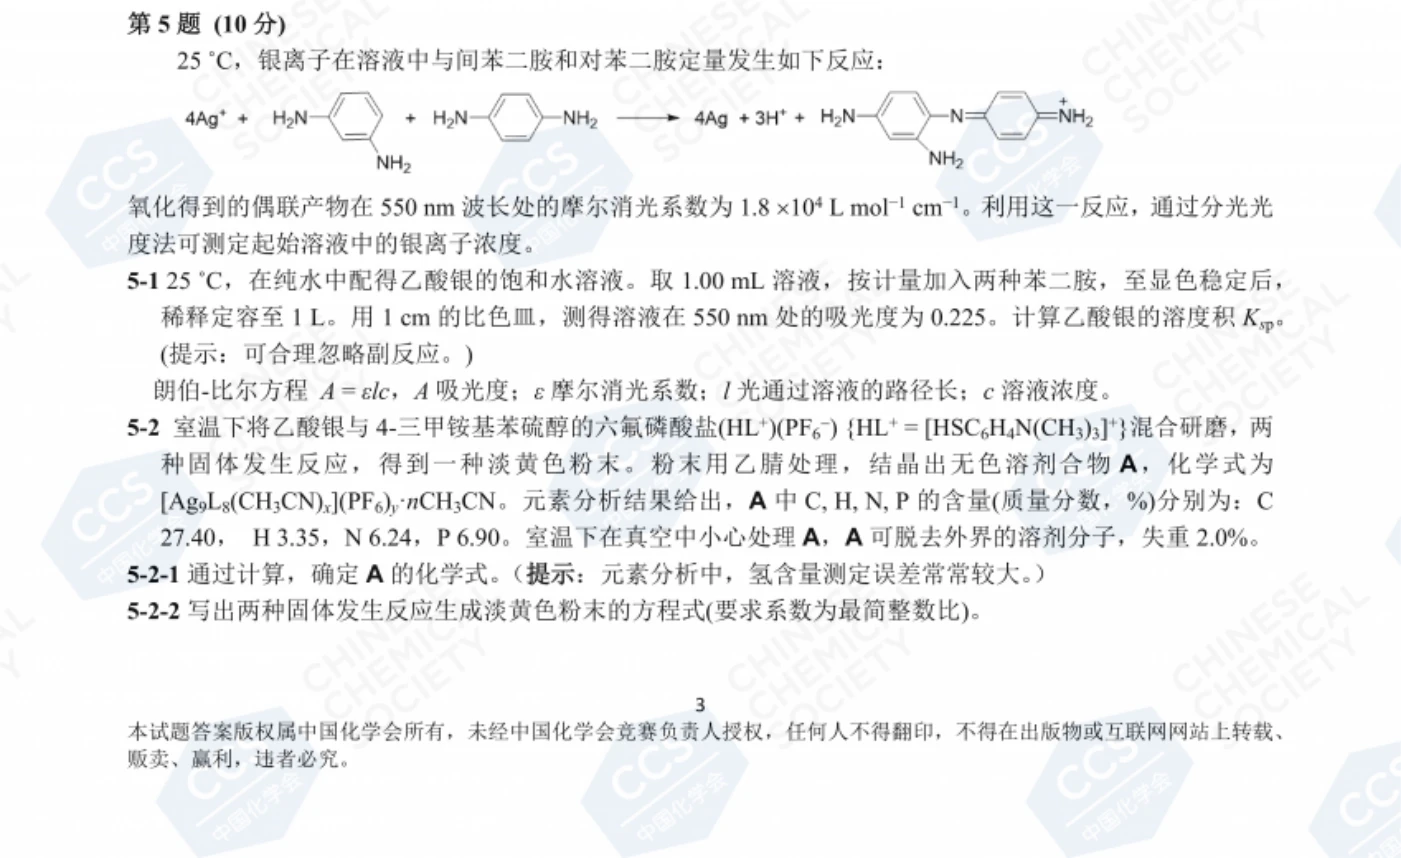 第 5 题 (10 分)
25 ˚C，银离子在溶液中与间苯二胺和对苯二胺定量发生如下反应：
4Ag⁺ + H₂N NH₂ + H₂N NH₂ → 4Ag + 3H⁺ + H₂N NH₂ N N⁺H₂
氧化得到的偶联产物在 550 nm 波长处的摩尔消光系数为 1.8 ×10⁴ L mol⁻¹ cm⁻¹。利用这一反应，通过分光光
度法可测定起始溶液中的银离子浓度。
5-1 25 ˚C，在纯水中配得乙酸银的饱和水溶液。取 1.00 mL 溶液，按计量加入两种苯二胺，至显色稳定后，
稀释定容至 1 L。用 1 cm 的比色皿，测得溶液在 550 nm 处的吸光度为 0.225。计算乙酸银的溶度积 Kₛₚ。
(提示：可合理忽略副反应。)
朗伯-比尔方程 A = εlc，A 吸光度；ε 摩尔消光系数；l 光通过溶液的路径长；c 溶液浓度。
5-2 室温下将乙酸银与 4-三甲铵基苯硫醇的六氟磷酸盐(HL⁺)(PF₆⁻) {HL⁺ = [HSC₆H₄N(CH₃)₃]⁺}混合研磨，两
种固体发生反应，得到一种淡黄色粉末。粉末用乙腈处理，结晶出无色溶剂合物 A，化学式为
[Ag₉L₈(CH₃CN)ₓ](PF₆)ᵧ·nCH₃CN。元素分析结果给出，A 中 C, H, N, P 的含量(质量分数，%)分别为：C
27.40， H 3.35，N 6.24，P 6.90。室温下在真空中小心处理 A，A 可脱去外界的溶剂分子，失重 2.0%。
5-2-1 通过计算，确定 A 的化学式。（提示：元素分析中，氢含量测定误差常常较大。）
5-2-2 写出两种固体发生反应生成淡黄色粉末的方程式(要求系数为最简整数比)。
3
本试题答案版权属中国化学会所有，未经中国化学会竞赛负责人授权，任何人不得翻印，不得在出版物或互联网网站上转载、
贩卖、赢利，违者必究。
CCS
中国化学会
CHINESE
CHEMICAL
SOCIETY